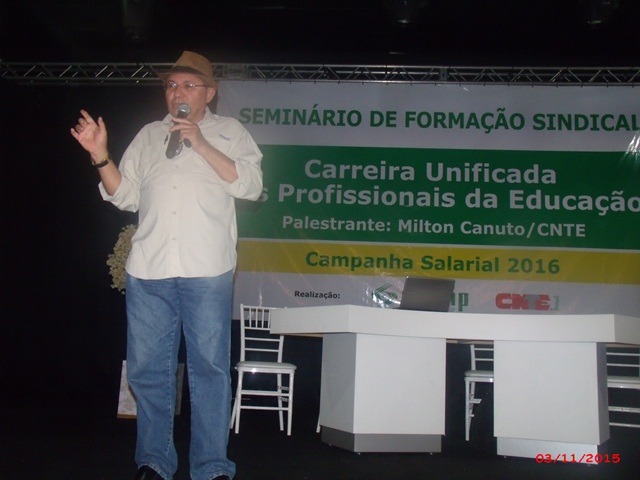 SEMINÁRIO DE FORMAÇÃO SINDICAL
Carreira Unificada
s Profissionais da Educação
Palestrante: Milton Canuto/CNTE
Campanha Salarial 2016
Realização:
CNTE
03/11/2015